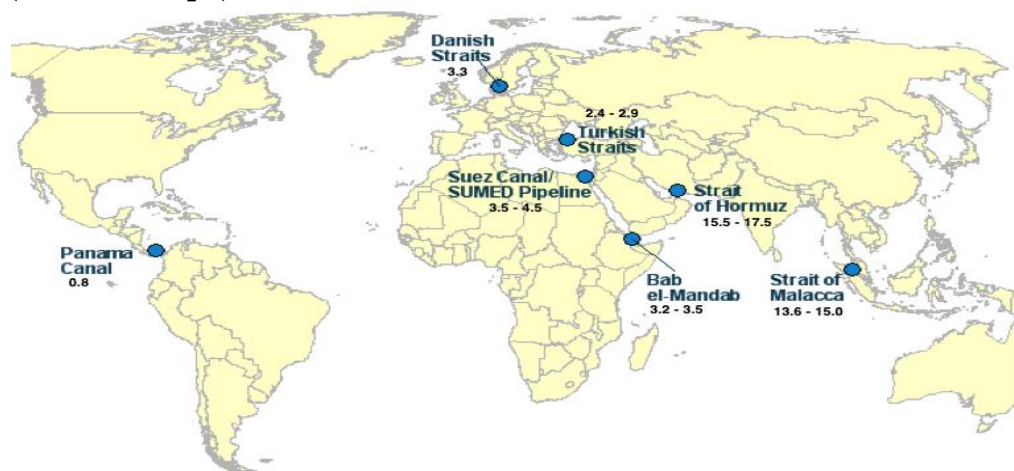 Danish
Straits
3.3
2.4 - 2.9
Turkish
Straits
Suez Canal/
SUMED Pipeline
3.5 - 4.5
Strait
of Hormuz
15.5 - 17.5
Panama
Canal
0.8
Bab
el-Mandab
3.2 - 3.5
Strait of
Malacca
13.6 - 15.0